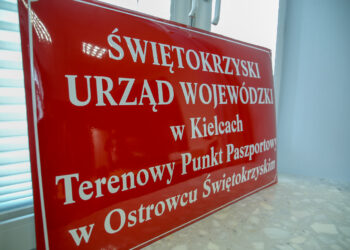 ŚWIĘTOKRZYSKI
URZĄD WOJEWÓDZKI
w Kielcach
Terenowy Punkt Paszportowy
w Ostrowcu Świętokrzyskim